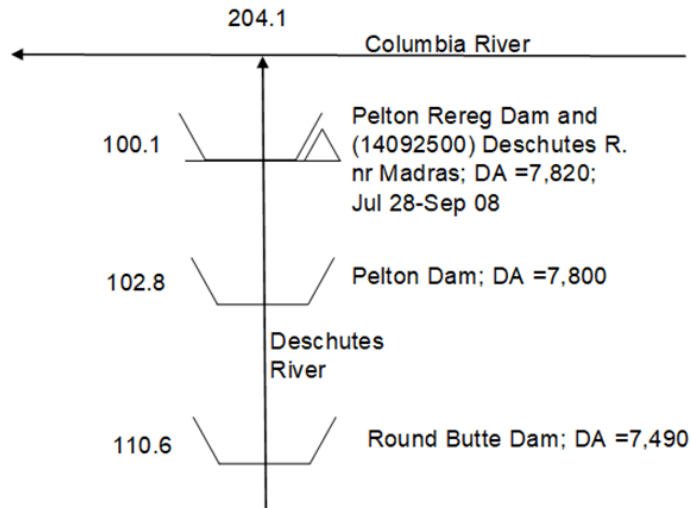 204.1
Columbia River
100.1
Pelton Rereg Dam and
(14092500) Deschutes R.
nr Madras; DA =7,820;
Jul 28-Sep 08
102.8
Pelton Dam; DA =7,800
Deschutes
River
110.6
Round Butte Dam; DA =7,490